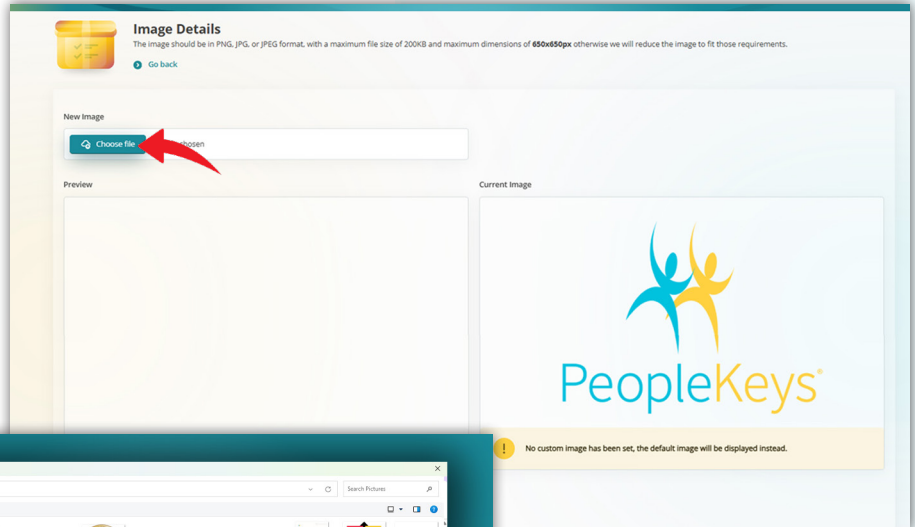 Image Details
The image should be in PNG, JPG, or JPEG format, with a maximum file size of 200KB and maximum dimensions of 650x650px otherwise we will reduce the image to fit those requirements.
Go back
New Image
Choose file
chosen
Preview
Current Image
PeopleKeys®
! No custom image has been set, the default image will be displayed instead.
Search Pictures